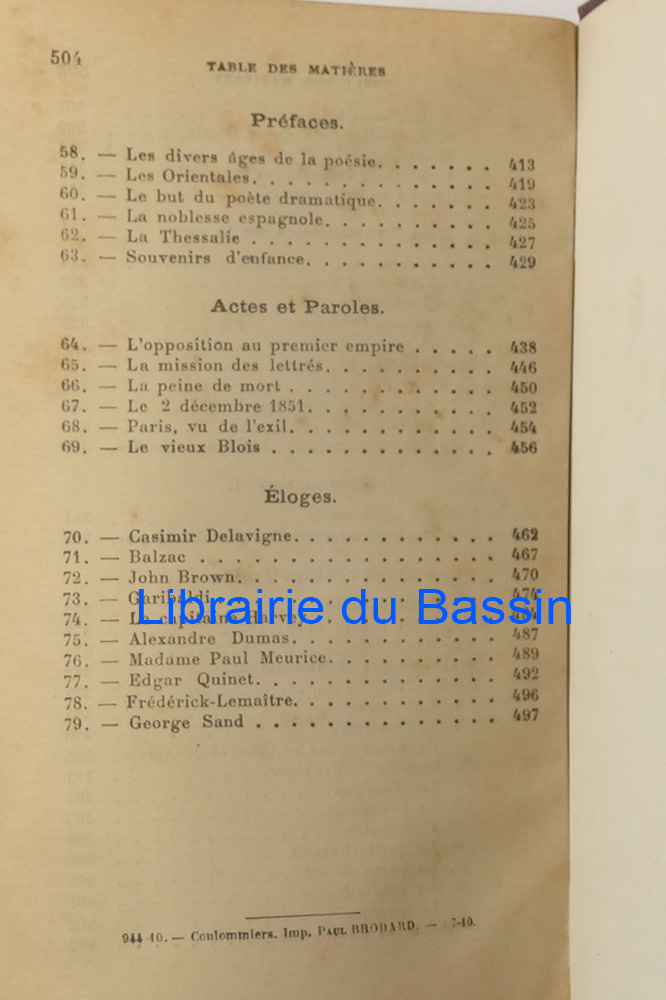 504
TABLE DES MATIÈRES
Préfaces.
58. — Les divers âges de la poésie. . . . . . . 413
59. — Les Orientales. . . . . . . . . . . . 419
60. — Le but du poète dramatique. . . . . . . 423
61. — La noblesse espagnole. . . . . . . . . 425
62. — La Thessalie . . . . . . . . . . . . 427
63. — Souvenirs d'enfance. . . . . . . . . . 429
Actes et Paroles.
64. — L'opposition au premier empire . . . . . 438
65. — La mission des lettrés. . . . . . . . . 446
66. — La peine de mort . . . . . . . . . . . 450
67. — Le 2 décembre 1851. . . . . . . . . . 452
68. — Paris, vu de l'exil. . . . . . . . . . . 454
69. — Le vieux Blois . . . . . . . . . . . . 456
Éloges.
70. — Casimir Delavigne. . . . . . . . . . . 462
71. — Balzac . . . . . . . . . . . . . . . 467
72. — John Brown. . . . . . . . . . . . . 470
73. — Garibaldi. . . . . . . . . . . . . . 474
Librairie du Bassin
74. — Le capitaine Harvey. . . . . . . . . .
75. — Alexandre Dumas. . . . . . . . . . . 487
76. — Madame Paul Meurice. . . . . . . . . 489
77. — Edgar Quinet. . . . . . . . . . . . . 492
78. — Frédérick-Lemaître. . . . . . . . . . . 496
79. — George Sand . . . . . . . . . . . . . 497
944-10. — Coulommiers. Imp. PAUL BRODARD. — 7-10.